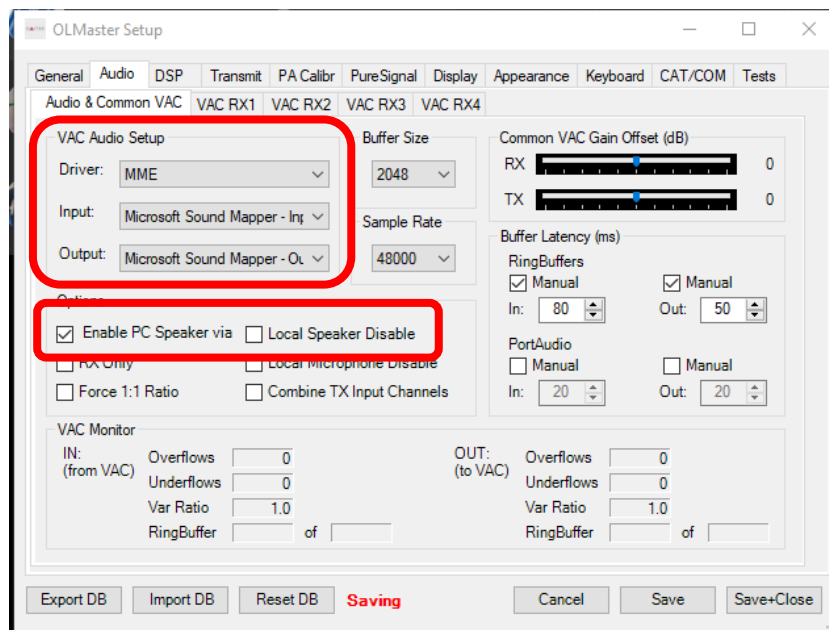 OLMaster Setup
General Audio DSP Transmit PA Calibr PureSignal Display Appearance Keyboard CAT/COM Tests
Audio & Common VAC VAC RX1 VAC RX2 VAC RX3 VAC RX4
VAC Audio Setup
Driver: MME
Input: Microsoft Sound Mapper - Inp
Output: Microsoft Sound Mapper - Ou
Buffer Size
2048
Sample Rate
48000
Common VAC Gain Offset (dB)
RX 0
TX 0
Buffer Latency (ms)
RingBuffers
Manual Manual
In: 80 Out: 50
PortAudio
Manual Manual
In: 20 Out: 20
Options
Enable PC Speaker via Local Speaker Disable
RX Only Local Microphone Disable
Force 1:1 Ratio Combine TX Input Channels
VAC Monitor
IN:
(from VAC)
Overflows 0
Underflows 0
Var Ratio 1.0
RingBuffer of
OUT:
(to VAC)
Overflows 0
Underflows 0
Var Ratio 1.0
RingBuffer of
Export DB Import DB Reset DB Saving Cancel Save Save+Close